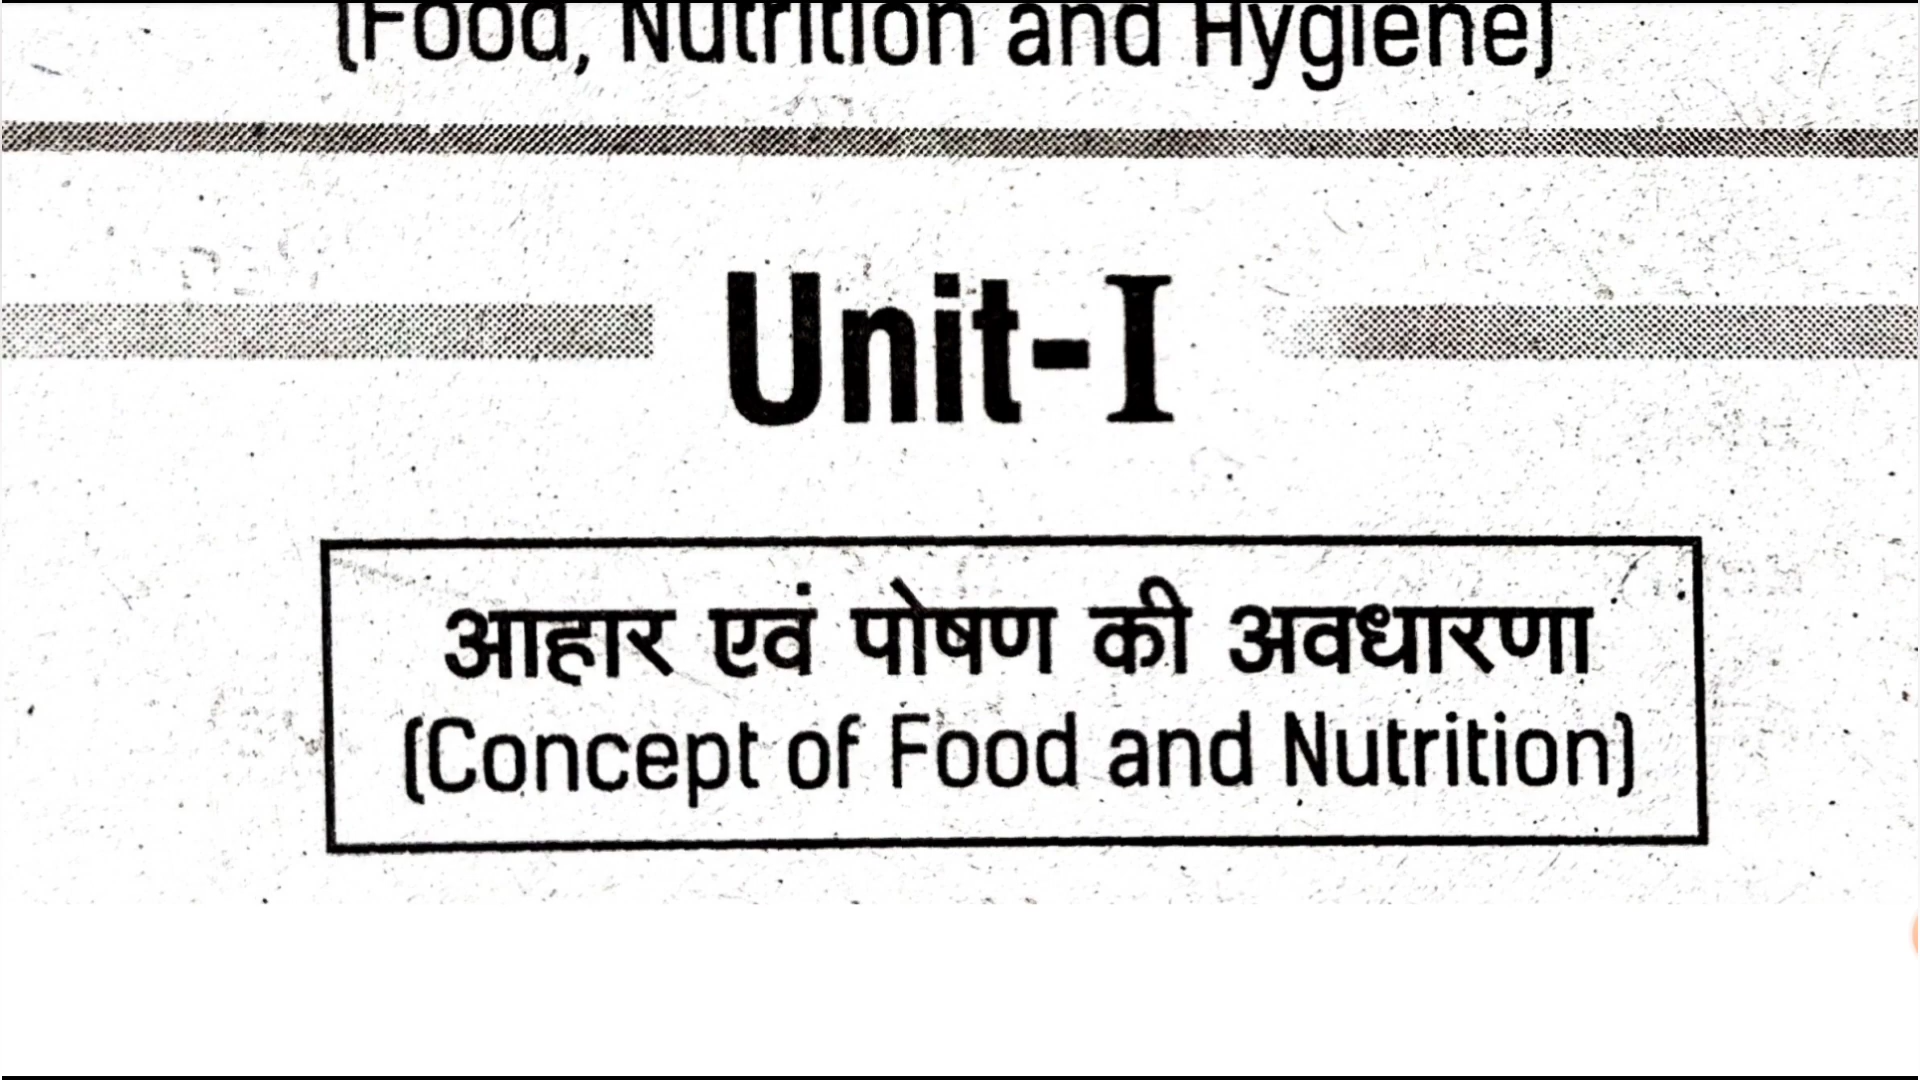 (Food, Nutrition and Hygiene)
Unit-I
आहार एवं पोषण की अवधारणा
(Concept of Food and Nutrition)